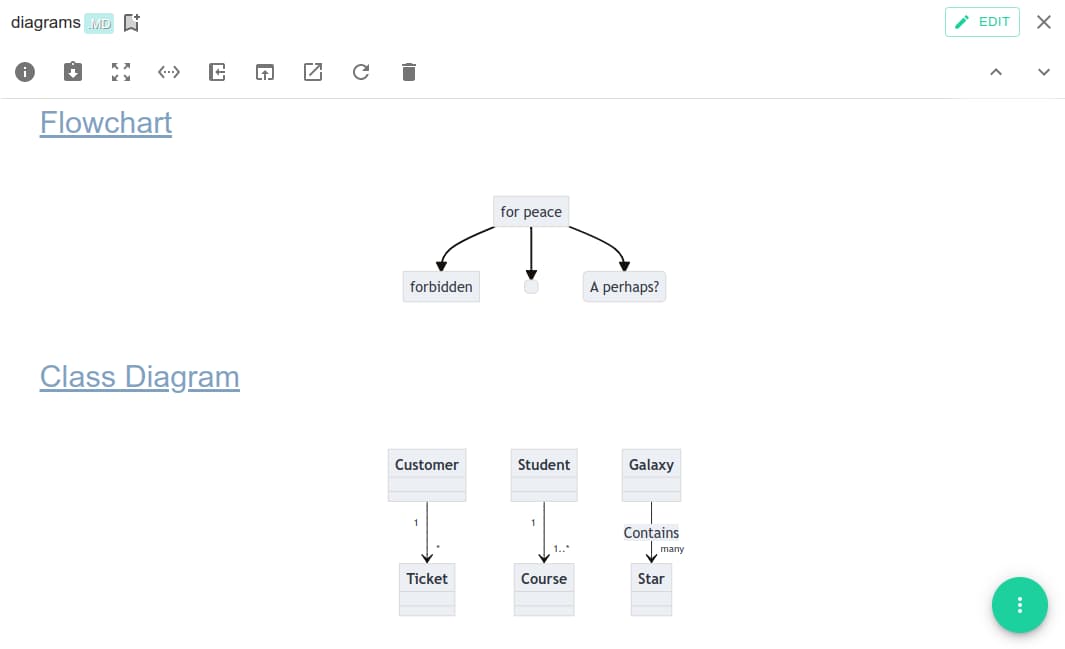 diagrams .MD
EDIT
Flowchart
for peace
forbidden
A perhaps?
Class Diagram
Customer Student Galaxy
1 1 Contains
* 1..* many
Ticket Course Star